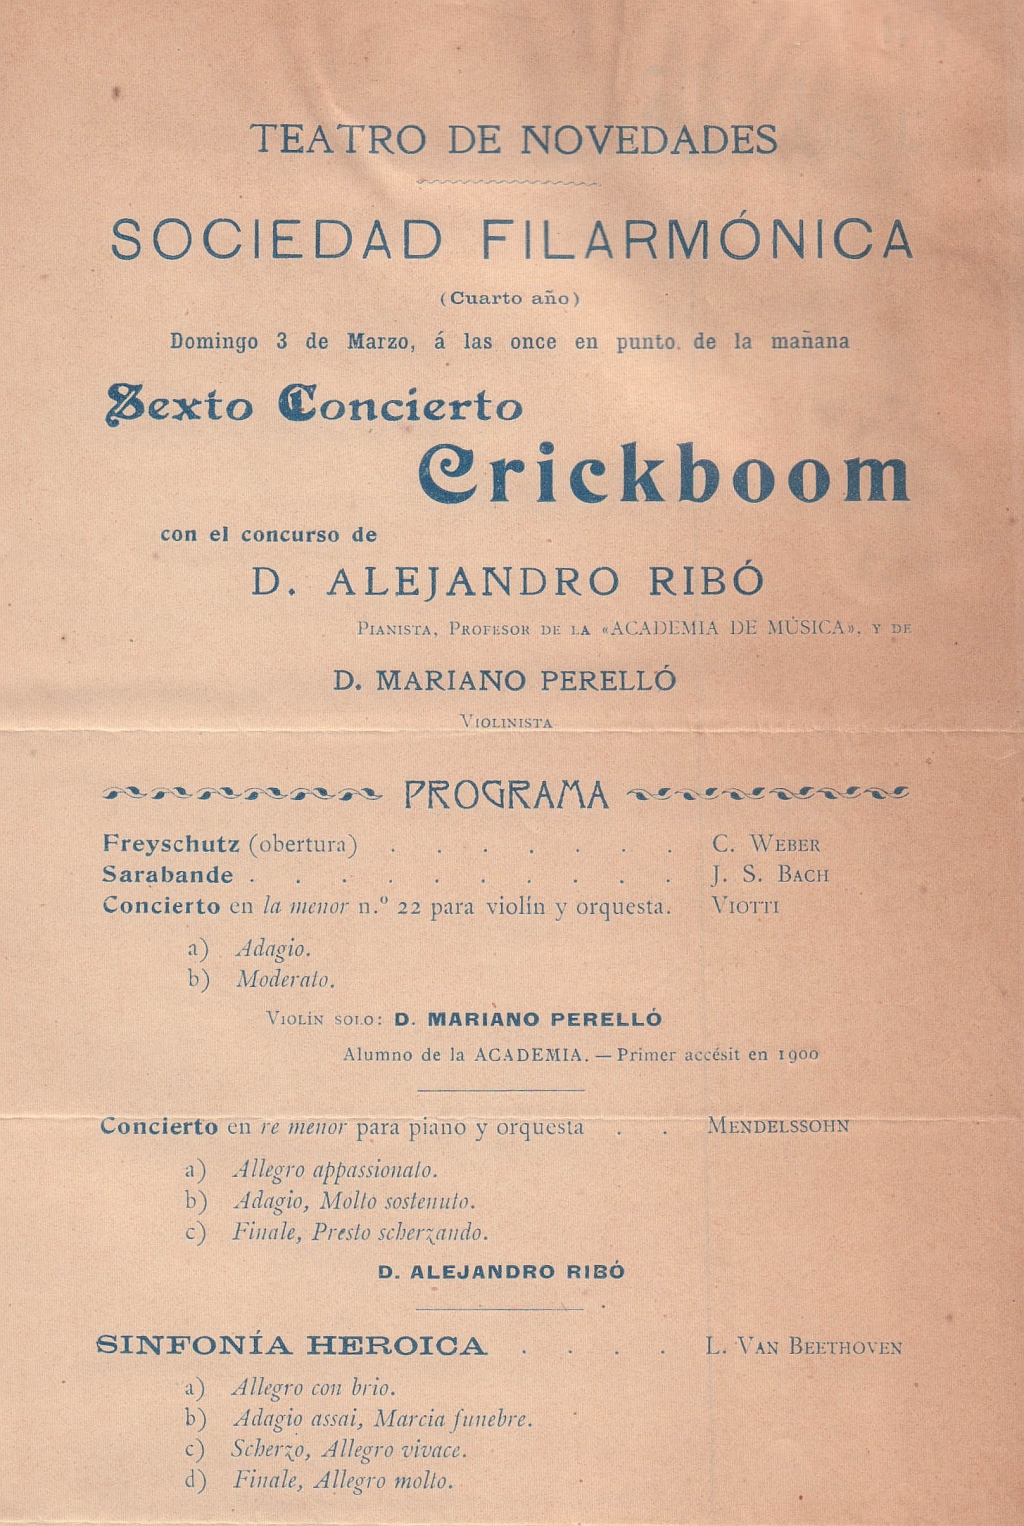 TEATRO DE NOVEDADES
SOCIEDAD FILARMÓNICA
(Cuarto año)
Domingo 3 de Marzo, á las once en punto de la mañana
Sexto Concierto
Crickboom
con el concurso de
D. ALEJANDRO RIBÓ
PIANISTA, PROFESOR DE LA «ACADEMIA DE MÚSICA», Y DE
D. MARIANO PERELLÓ
VIOLINISTA
PROGRAMA
Freyschutz (obertura) . . . . . . . C. WEBER
Sarabande . . . . . . . . . . J. S. BACH
Concierto en la menor n.º 22 para violín y orquesta. VIOTTI
a) Adagio.
b) Moderato.
VIOLÍN SOLO: D. MARIANO PERELLÓ
Alumno de la ACADEMIA. — Primer accésit en 1900
Concierto en re menor para piano y orquesta . . MENDELSSOHN
a) Allegro appassionato.
b) Adagio, Molto sostenuto.
c) Finale, Presto scherzando.
D. ALEJANDRO RIBÓ
SINFONÍA HEROICA . . . . L. VAN BEETHOVEN
a) Allegro con brio.
b) Adagio assai, Marcia funebre.
c) Scherzo, Allegro vivace.
d) Finale, Allegro molto.